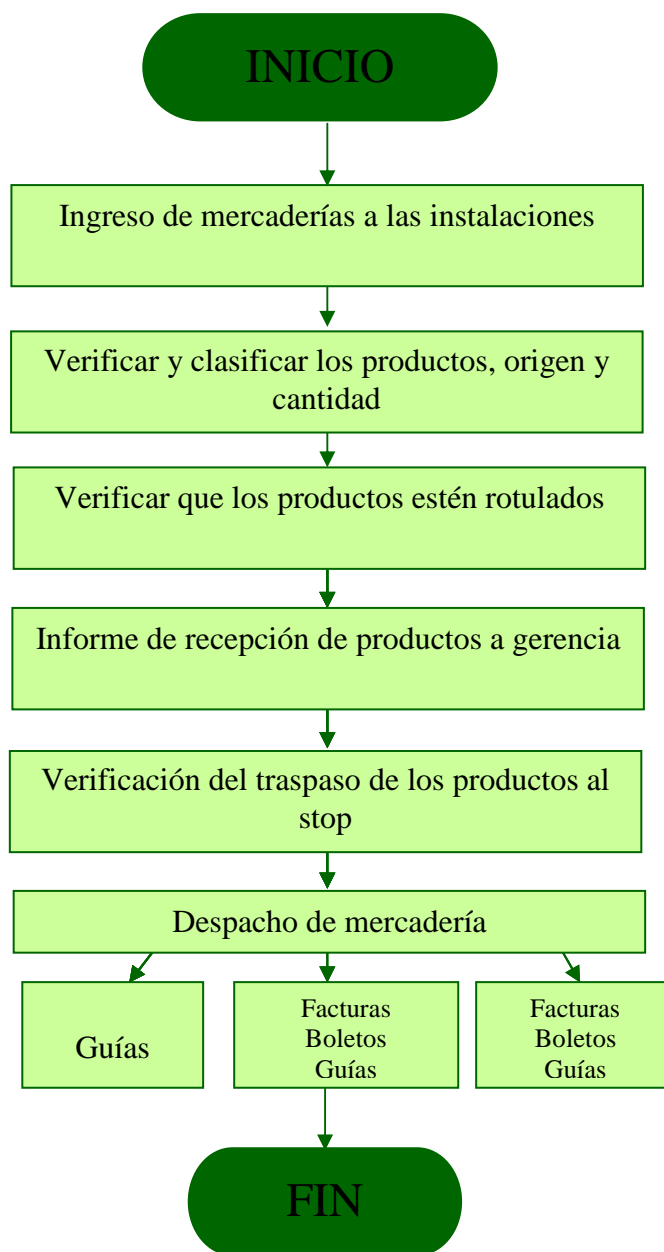 INICIO
Ingreso de mercaderías a las instalaciones
Verificar y clasificar los productos, origen y
cantidad
Verificar que los productos estén rotulados
Informe de recepción de productos a gerencia
Verificación del traspaso de los productos al
stop
Despacho de mercadería
Guías
Facturas
Boletos
Guías
Facturas
Boletos
Guías
FIN